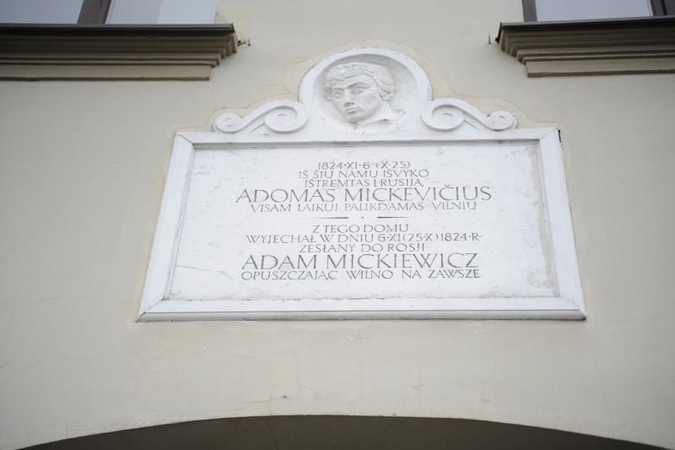 1824·XI·6·(X·25)
IŠ ŠIŲ NAMŲ IŠVYKO
IŠTREMTAS Į RUSIJĄ
ADOMAS MICKEVIČIUS
VISAM LAIKUI PALIKDAMAS VILNIŲ
Z TEGO DOMU
WYJECHAŁ W DNIU 6·XI(25·X)1824·R·
ZESŁANY DO ROSJI
ADAM MICKIEWICZ
OPUSZCZAJĄC WILNO NA ZAWSZE